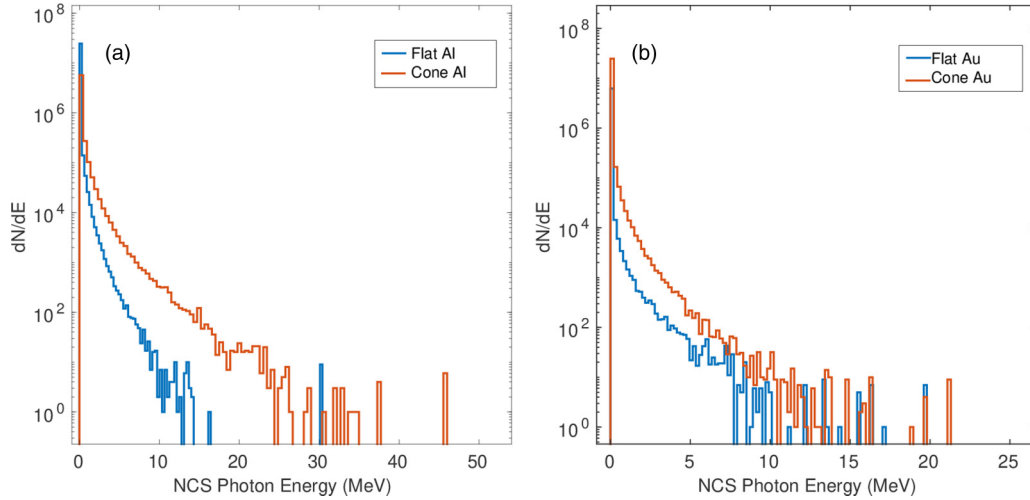 (a)
Flat Al
Cone Al
10^8
10^6
10^4
10^2
10^0
dN/dE
0
10
20
30
40
50
NCS Photon Energy (MeV)
(b)
Flat Au
Cone Au
10^8
10^6
10^4
10^2
10^0
dN/dE
0
5
10
15
20
25
NCS Photon Energy (MeV)